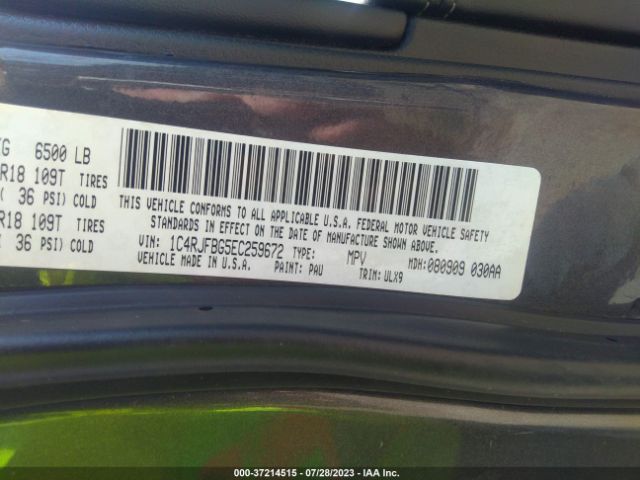 KG 6500 LB
R18 109T TIRES
( 36 PSI) COLD
R18 109T TIRES
( 36 PSI) COLD
THIS VEHICLE CONFORMS TO ALL APPLICABLE U.S.A. FEDERAL MOTOR VEHICLE SAFETY
STANDARDS IN EFFECT ON THE DATE OF MANUFACTURE SHOWN ABOVE.
VIN: 1C4RJFBG5EC259672 TYPE: MPV MDH:080909 030AA
VEHICLE MADE IN U.S.A. PAINT: PAU TRIM:ULX9
000-37214515 - 07/28/2023 - IAA Inc.